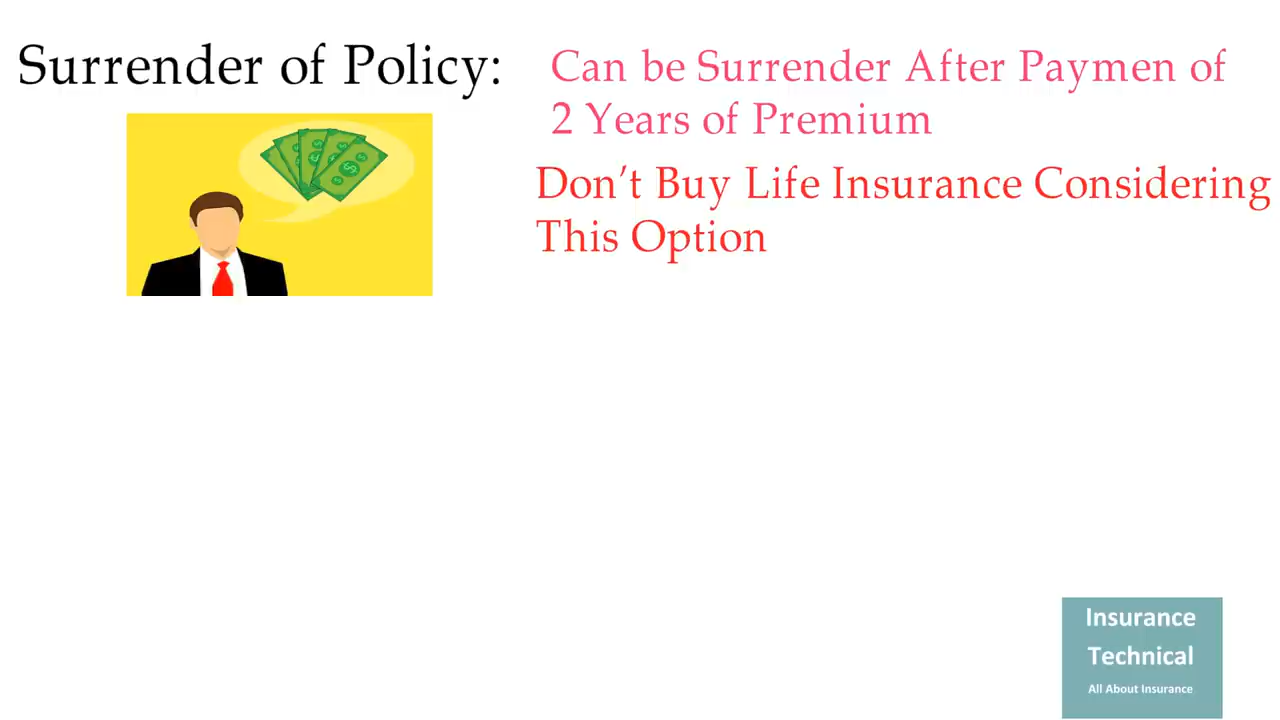 Surrender of Policy:
Can be Surrender After Paymen of
2 Years of Premium
Don’t Buy Life Insurance Considering
This Option
Insurance
Technical
All About Insurance